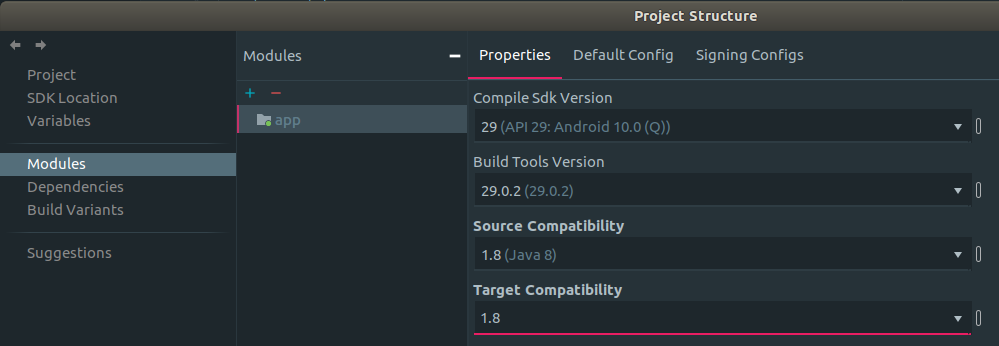 Project Structure
Project
SDK Location
Variables
Modules
Dependencies
Build Variants
Suggestions
Modules
app
Properties Default Config Signing Configs
Compile Sdk Version
29 (API 29: Android 10.0 (Q))
Build Tools Version
29.0.2 (29.0.2)
Source Compatibility
1.8 (Java 8)
Target Compatibility
1.8